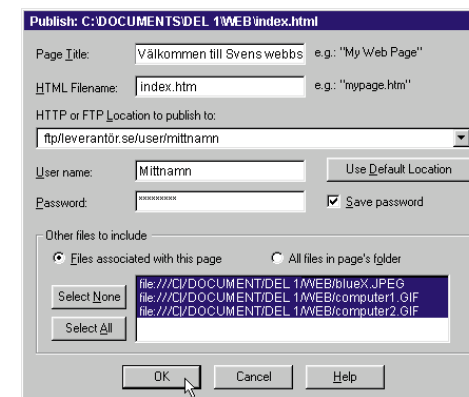 Publish: C:\DOCUMENTS\DEL 1\WEB\index.html
Page Title: Välkommen till Svens webbs e.g.: "My Web Page"
HTML Filename: index.htm e.g.: "mypage.htm"
HTTP or FTP Location to publish to:
ftp/leverantör.se/user/mittnamn
User name: Mittnamn Use Default Location
Password: ********* Save password
Other files to include
Files associated with this page All files in page's folder
Select None file:///C|/DOCUMENT/DEL 1/WEB/blueX.JPEG
file:///C|/DOCUMENT/DEL 1/WEB/computer1.GIF
file:///C|/DOCUMENT/DEL 1/WEB/computer2.GIF
Select All
OK Cancel Help